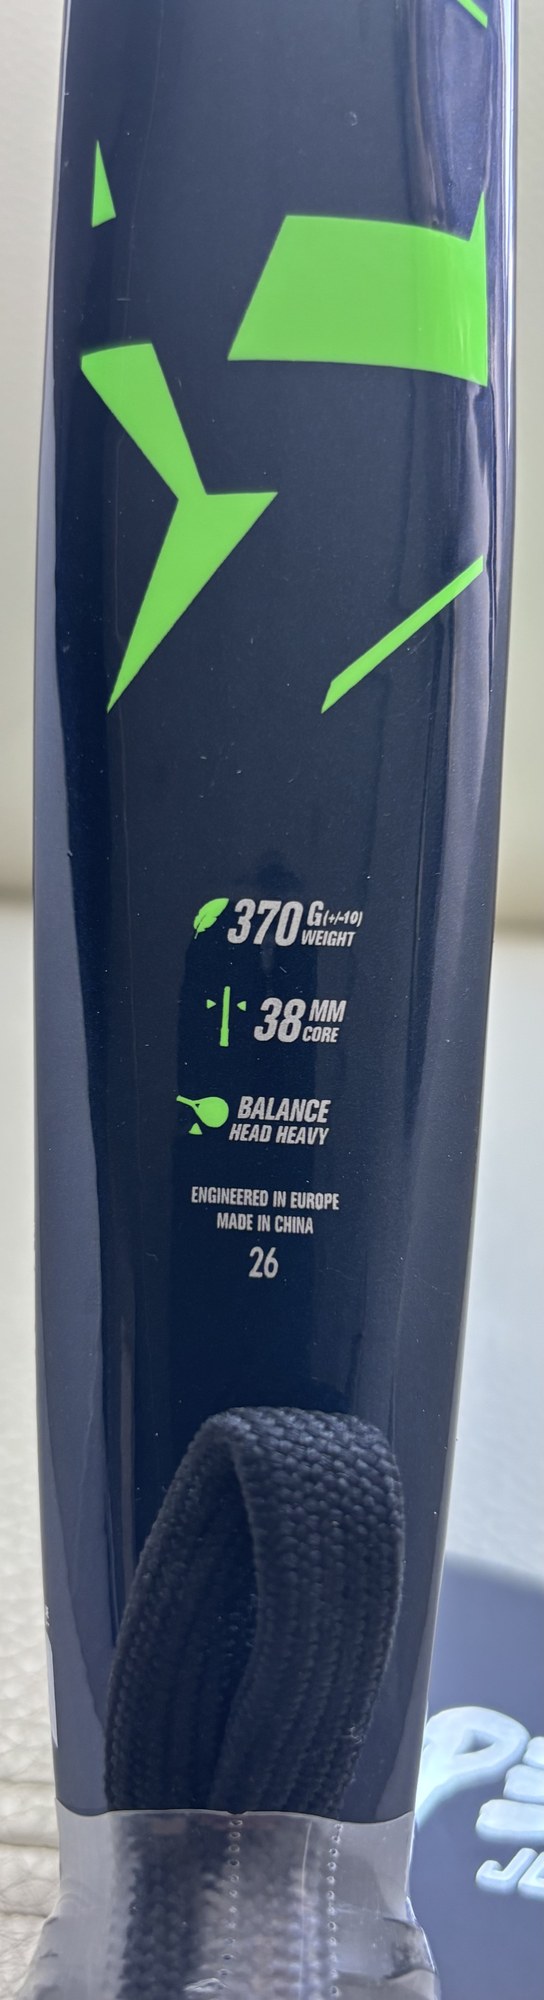 370 G(+/-10)
WEIGHT
38 MM
CORE
BALANCE
HEAD HEAVY
ENGINEERED IN EUROPE
MADE IN CHINA
26